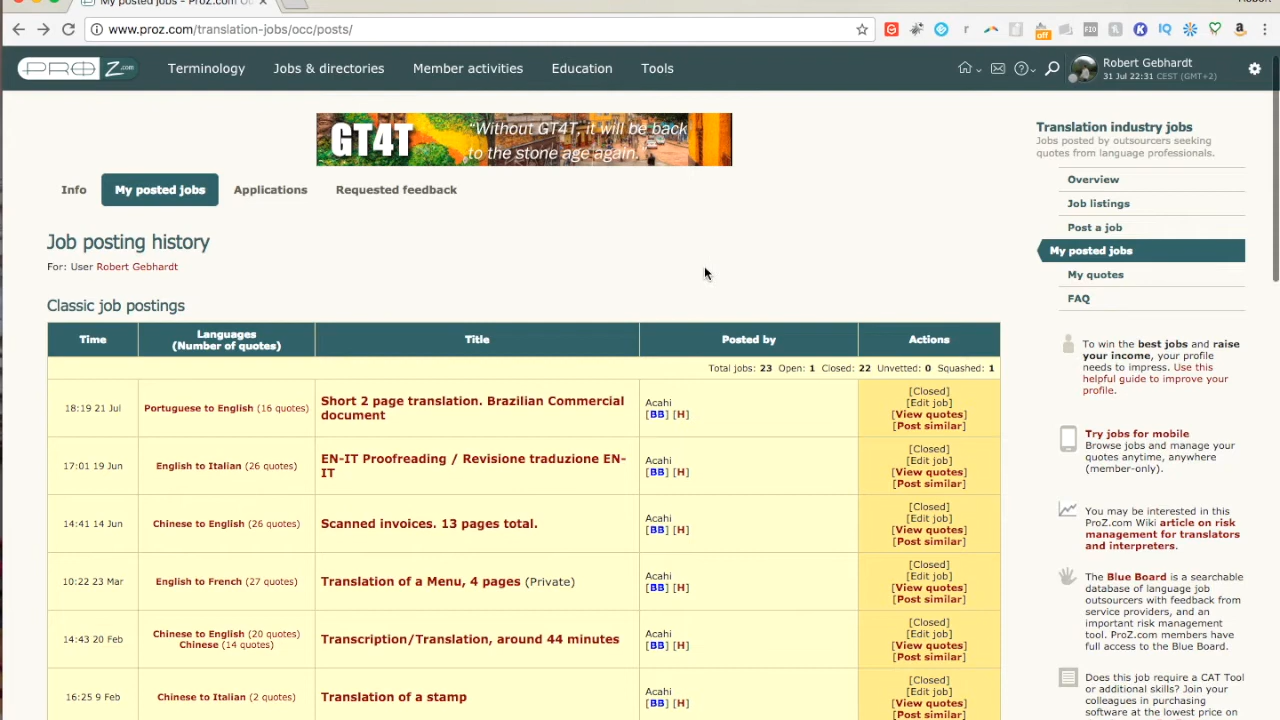 My posted jobs - ProZ.com Oc
www.proz.com/translation-jobs/occ/posts/
off
F10
IQ
PROZ.com
Terminology
Jobs & directories
Member activities
Education
Tools
Robert Gebhardt
31 Jul 22:31 CEST (GMT+2)
GT4T
"Without GT4T, it will be back
to the stone age again.
Info
My posted jobs
Applications
Requested feedback
Job posting history
For: User Robert Gebhardt
Classic job postings
Time
Languages
(Number of quotes)
Title
Posted by
Actions
Total jobs: 23 Open: 1 Closed: 22 Unvetted: 0 Squashed: 1
18:19 21 Jul
Portuguese to English (16 quotes)
Short 2 page translation. Brazilian Commercial
document
Acahi
[BB] [H]
[Closed]
[Edit job]
[View quotes]
[Post similar]
17:01 19 Jun
English to Italian (26 quotes)
EN-IT Proofreading / Revisione traduzione EN-
IT
Acahi
[BB] [H]
[Closed]
[Edit job]
[View quotes]
[Post similar]
14:41 14 Jun
Chinese to English (26 quotes)
Scanned invoices. 13 pages total.
Acahi
[BB] [H]
[Closed]
[Edit job]
[View quotes]
[Post similar]
10:22 23 Mar
English to French (27 quotes)
Translation of a Menu, 4 pages (Private)
Acahi
[BB] [H]
[Closed]
[Edit job]
[View quotes]
[Post similar]
14:43 20 Feb
Chinese to English (20 quotes)
Chinese (14 quotes)
Transcription/Translation, around 44 minutes
Acahi
[BB] [H]
[Closed]
[Edit job]
[View quotes]
[Post similar]
16:25 9 Feb
Chinese to Italian (2 quotes)
Translation of a stamp
Acahi
[BB] [H]
[Closed]
[Edit job]
[View quotes]
[Post similar]
Translation industry jobs
Jobs posted by outsourcers seeking
quotes from language professionals.
Overview
Job listings
Post a job
My posted jobs
My quotes
FAQ
To win the best jobs and raise
your income, your profile
needs to impress. Use this
helpful guide to improve your
profile.
Try jobs for mobile
Browse jobs and manage your
quotes anytime, anywhere
(member-only).
You may be interested in this
ProZ.com Wiki article on risk
management for translators
and interpreters.
The Blue Board is a searchable
database of language job
outsourcers with feedback from
service providers, and an
important risk management
tool. ProZ.com members have
full access to the Blue Board.
Does this job require a CAT Tool
or additional skills? Join your
colleagues in purchasing
software at the lowest price on